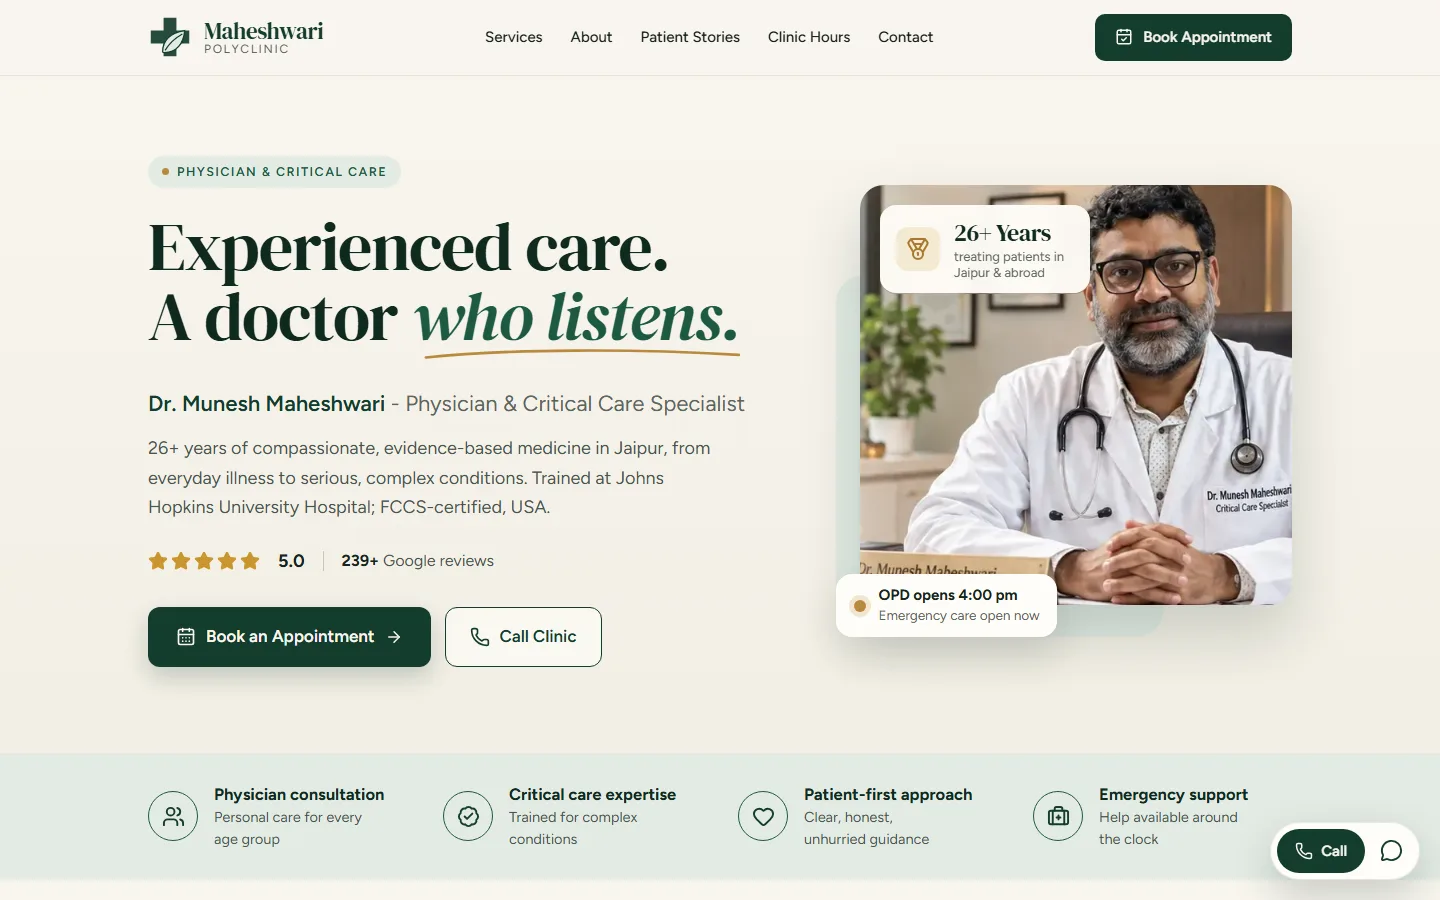 Maheshwari
POLYCLINIC
Services
About
Patient Stories
Clinic Hours
Contact
Book Appointment
PHYSICIAN & CRITICAL CARE
Experienced care.
A doctor who listens.
Dr. Munesh Maheshwari - Physician & Critical Care Specialist
26+ years of compassionate, evidence-based medicine in Jaipur, from
everyday illness to serious, complex conditions. Trained at Johns
Hopkins University Hospital; FCCS-certified, USA.
5.0
239+ Google reviews
Book an Appointment
Call Clinic
26+ Years
treating patients in
Jaipur & abroad
Dr. Munesh Maheshwari
Critical Care Specialist
Dr. Munesh Maheshwari
OPD opens 4:00 pm
Emergency care open now
Physician consultation
Personal care for every
age group
Critical care expertise
Trained for complex
conditions
Patient-first approach
Clear, honest,
unhurried guidance
Emergency support
Help available around
the clock
Call